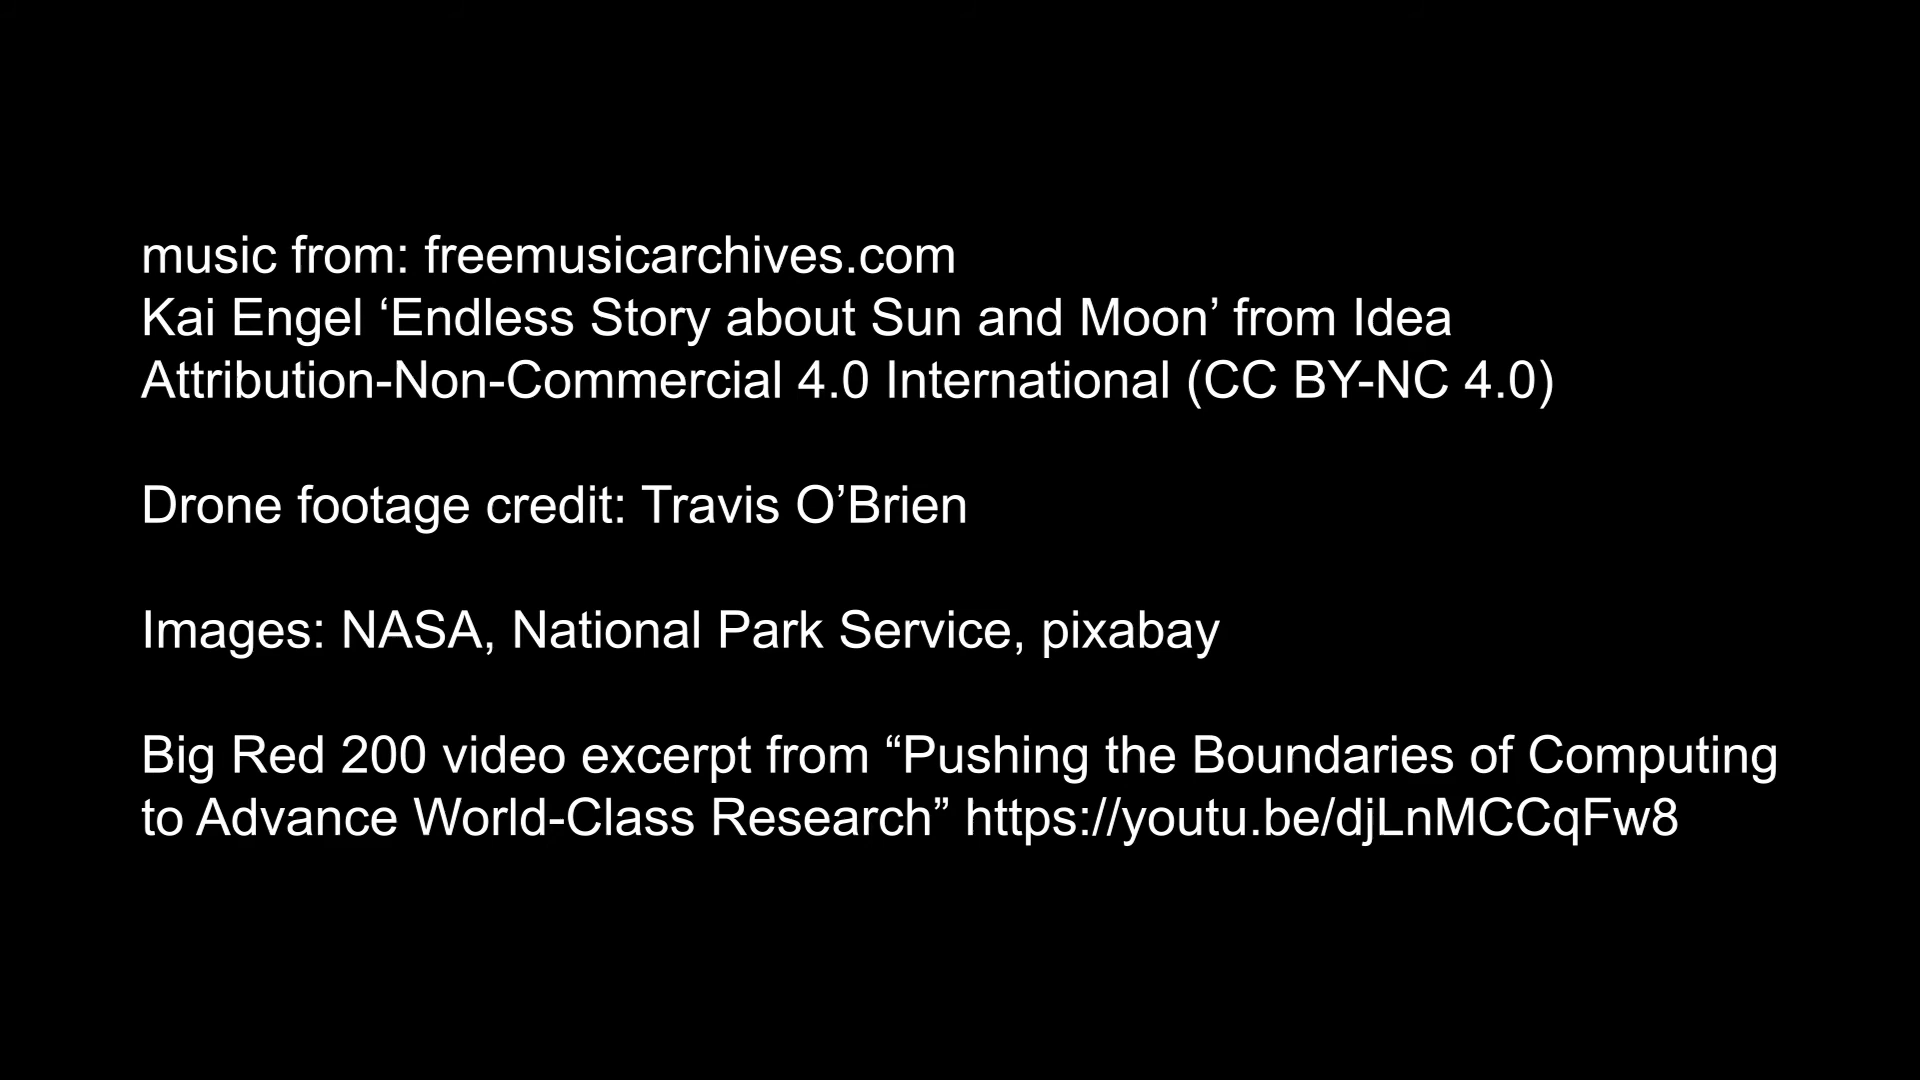 music from: freemusicarchives.com
Kai Engel ‘Endless Story about Sun and Moon’ from Idea
Attribution-Non-Commercial 4.0 International (CC BY-NC 4.0)
Drone footage credit: Travis O’Brien
Images: NASA, National Park Service, pixabay
Big Red 200 video excerpt from “Pushing the Boundaries of Computing
to Advance World-Class Research” https://youtu.be/djLnMCCqFw8